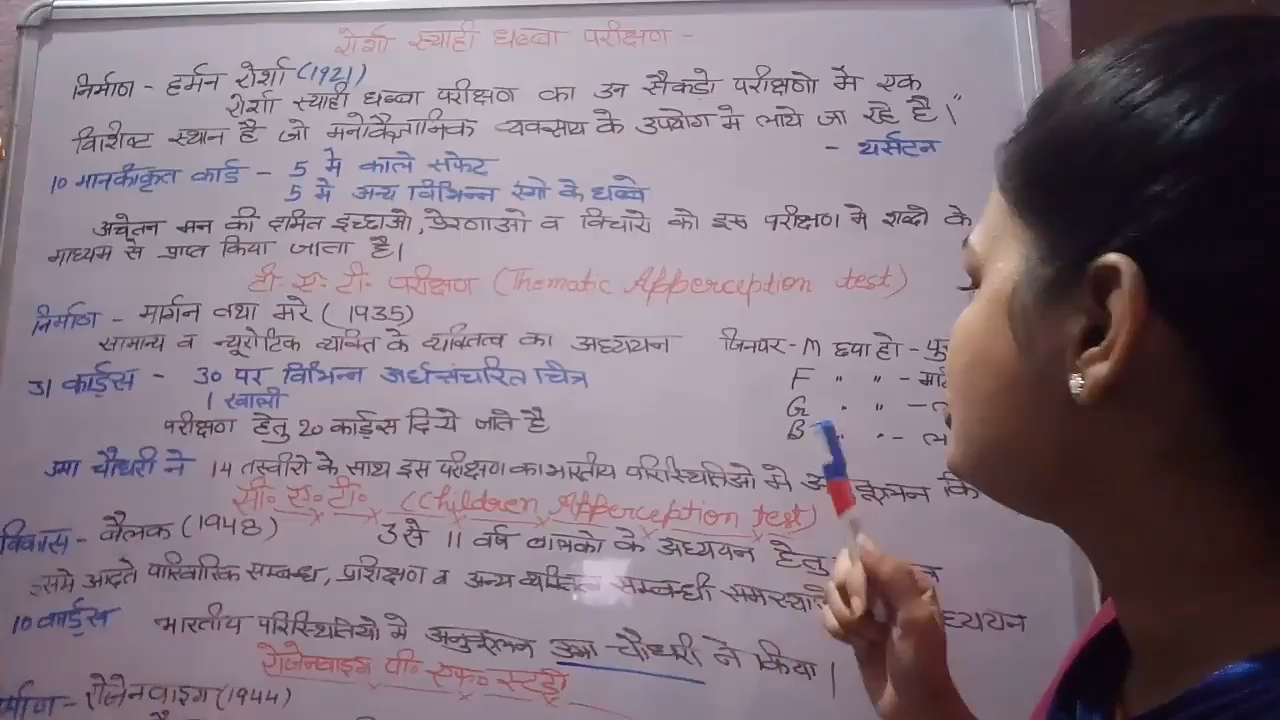 रोर्शा स्याही धब्बा परीक्षण -
निर्माण - हर्मन रोर्शा (1921)
रोर्शा स्याही धब्बा परीक्षण का उन सैकडो परीक्षणो मे एक
विशिष्ट स्थान है जो मनोवैज्ञानिक व्यवसाय के उपयोग मे लाये जा रहे है।"
- थर्सटन
10 मानकीकृत कार्ड - 5 मे काले सफेट
5 मे अन्य विभिन्न रंगो के धब्बे
अचेतन मन की दमित इच्छाओ, प्रेरणाओ व विचारो को इस परीक्षण मे शब्दो के
माध्यम से प्राप्त किया जाता है।
टी॰ ए॰ टी॰ परीक्षण (Thematic Apperception test)
निर्माण - मार्गन तथा मरे (1935)
सामान्य व न्यूरोटिक व्यक्ति के व्यक्तित्व का अध्ययन
31 कार्ड्स - 30 पर विभिन्न अर्धसंचरित चित्र
1 खाली
परीक्षण हेतु 20 कार्ड्स दिये जाते है
जिनपर - M छपा हो -
F " " -
G " " -
B " " -
उमा चौधरी ने 14 तस्वीरो के साथ इस परीक्षण का भारतीय परिस्थितिओ मे
सी॰ ए॰ टी॰ (Children Apperception test)
विकास - बैलक (1948) 3 से 11 वर्ष बालको के अध्ययन हेतु
इसमे आदते पारिवारिक सम्बन्ध, प्रशिक्षण व अन्य व्यक्तित्व सम्बन्धी
10 कार्ड्स भारतीय परिस्थितियो मे अनुकूलन उमा चौधरी ने किया।
रोजेनवाइग पी॰ एफ॰ स्टडी
रोजेनवाइग (1944)